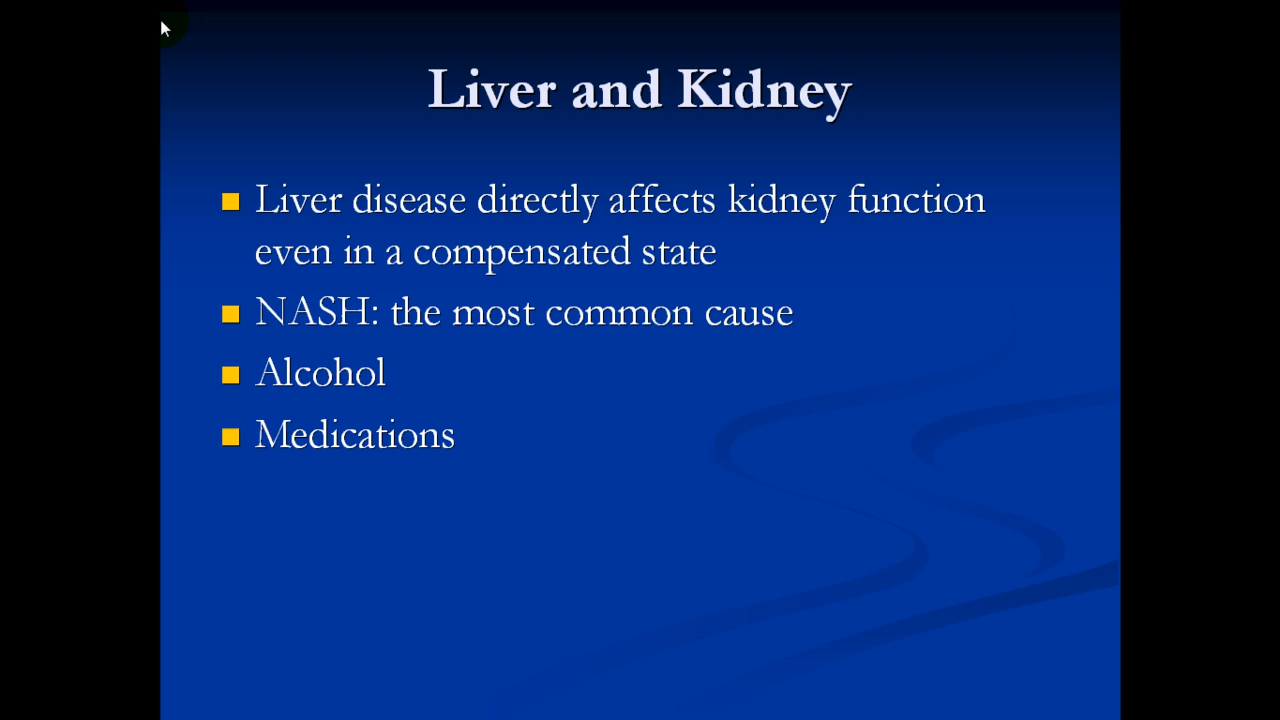 Liver and Kidney
Liver disease directly affects kidney function
even in a compensated state
NASH: the most common cause
Alcohol
Medications